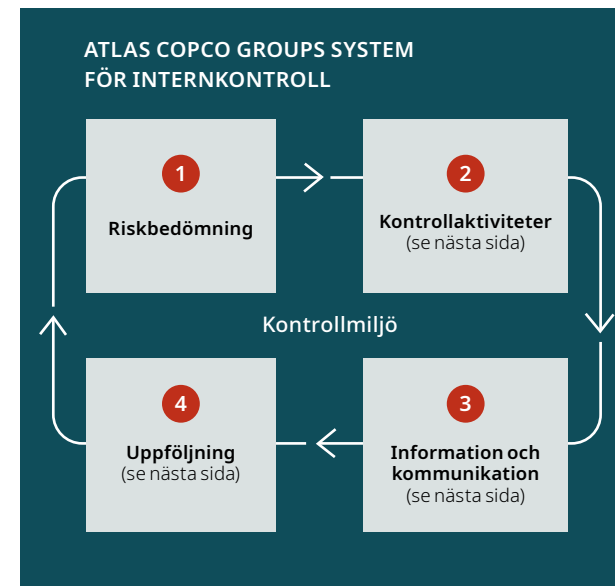 ATLAS COPCO GROUPS SYSTEM
FÖR INTERNKONTROLL
1
Riskbedömning
2
Kontrollaktiviteter
(se nästa sida)
Kontrollmiljö
4
Uppföljning
(se nästa sida)
3
Information och
kommunikation
(se nästa sida)